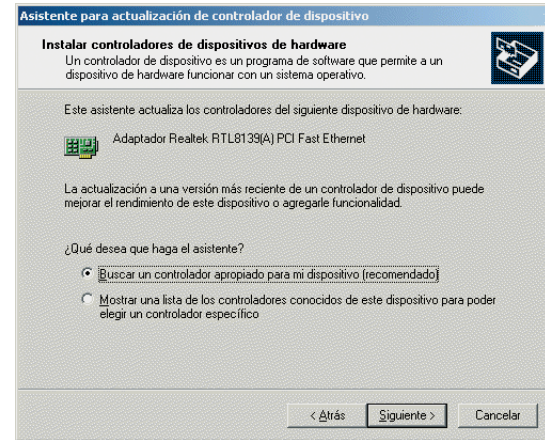 Asistente para actualización de controlador de dispositivo
Instalar controladores de dispositivos de hardware
Un controlador de dispositivo es un programa de software que permite a un
dispositivo de hardware funcionar con un sistema operativo.
Este asistente actualiza los controladores del siguiente dispositivo de hardware:
Adaptador Realtek RTL8139(A) PCI Fast Ethernet
La actualización a una versión más reciente de un controlador de dispositivo puede
mejorar el rendimiento de este dispositivo o agregarle funcionalidad.
¿Qué desea que haga el asistente?
Buscar un controlador apropiado para mi dispositivo (recomendado)
Mostrar una lista de los controladores conocidos de este dispositivo para poder
elegir un controlador específico
< Atrás
Siguiente >
Cancelar